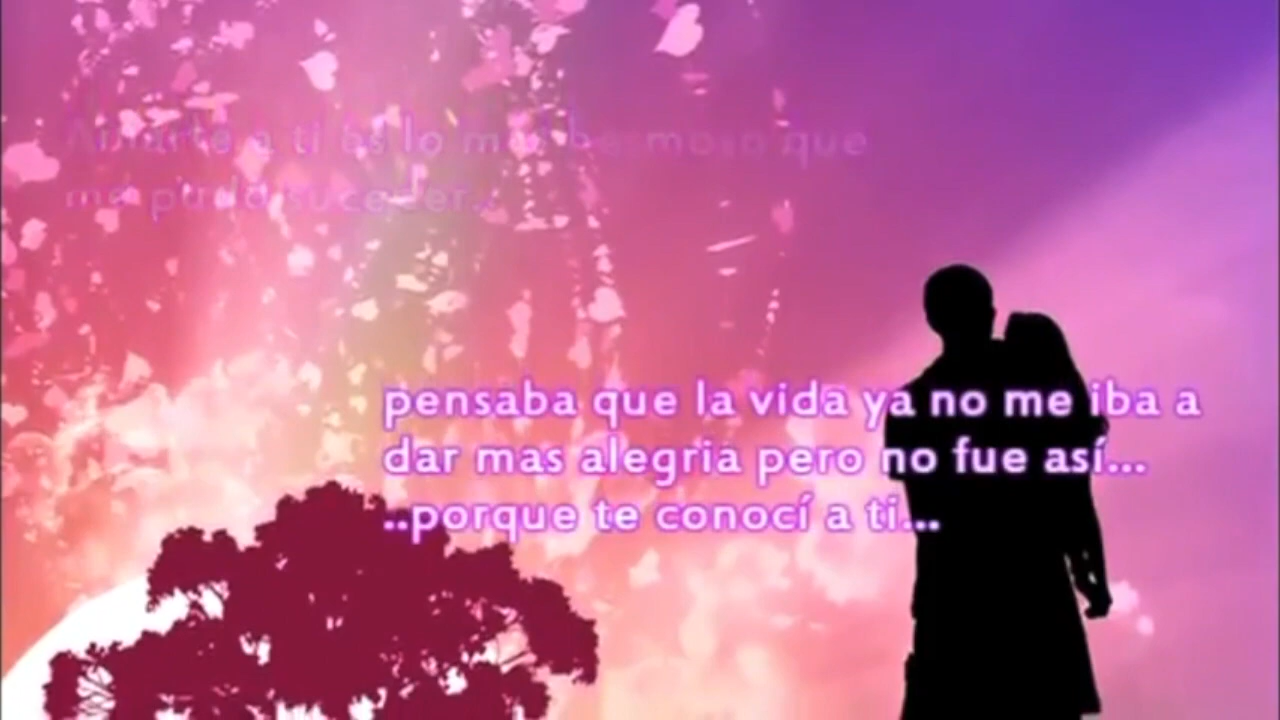 Amarte a ti es lo mas hermoso que
me pudo suceder..
pensaba que la vida ya no me iba a
dar mas alegria pero no fue así...
..porque te conocí a ti...